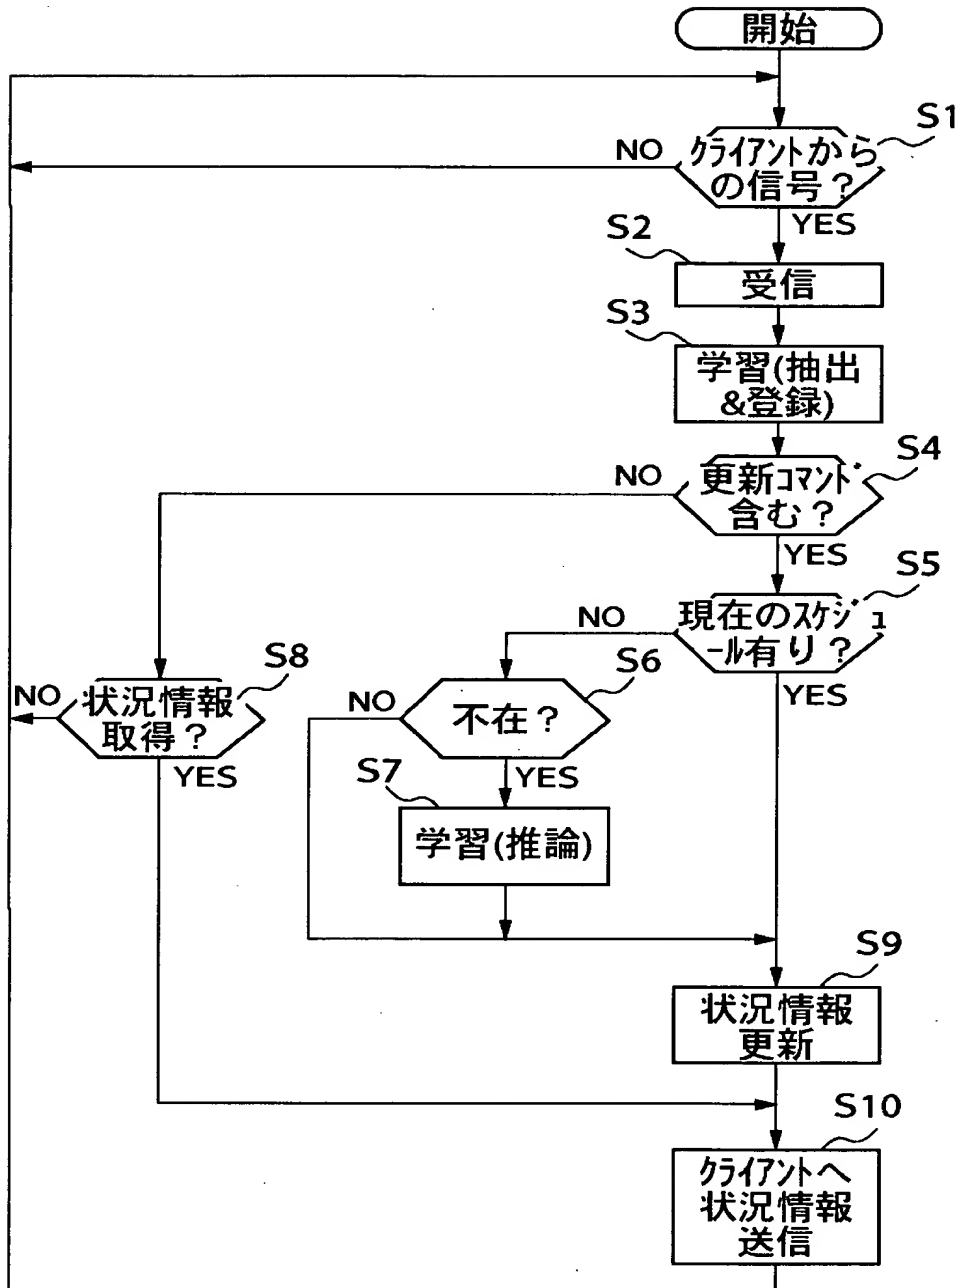 開始
S1
NO
クライアントから
の信号？
YES
S2
受信
S3
学習(抽出
&登録)
S4
NO
更新コマンド
含む？
YES
S5
NO
現在のスケジュ
ール有り？
YES
S8
NO
状況情報
取得？
YES
S6
NO
不在？
YES
S7
学習(推論)
S9
状況情報
更新
S10
クライアントへ
状況情報
送信